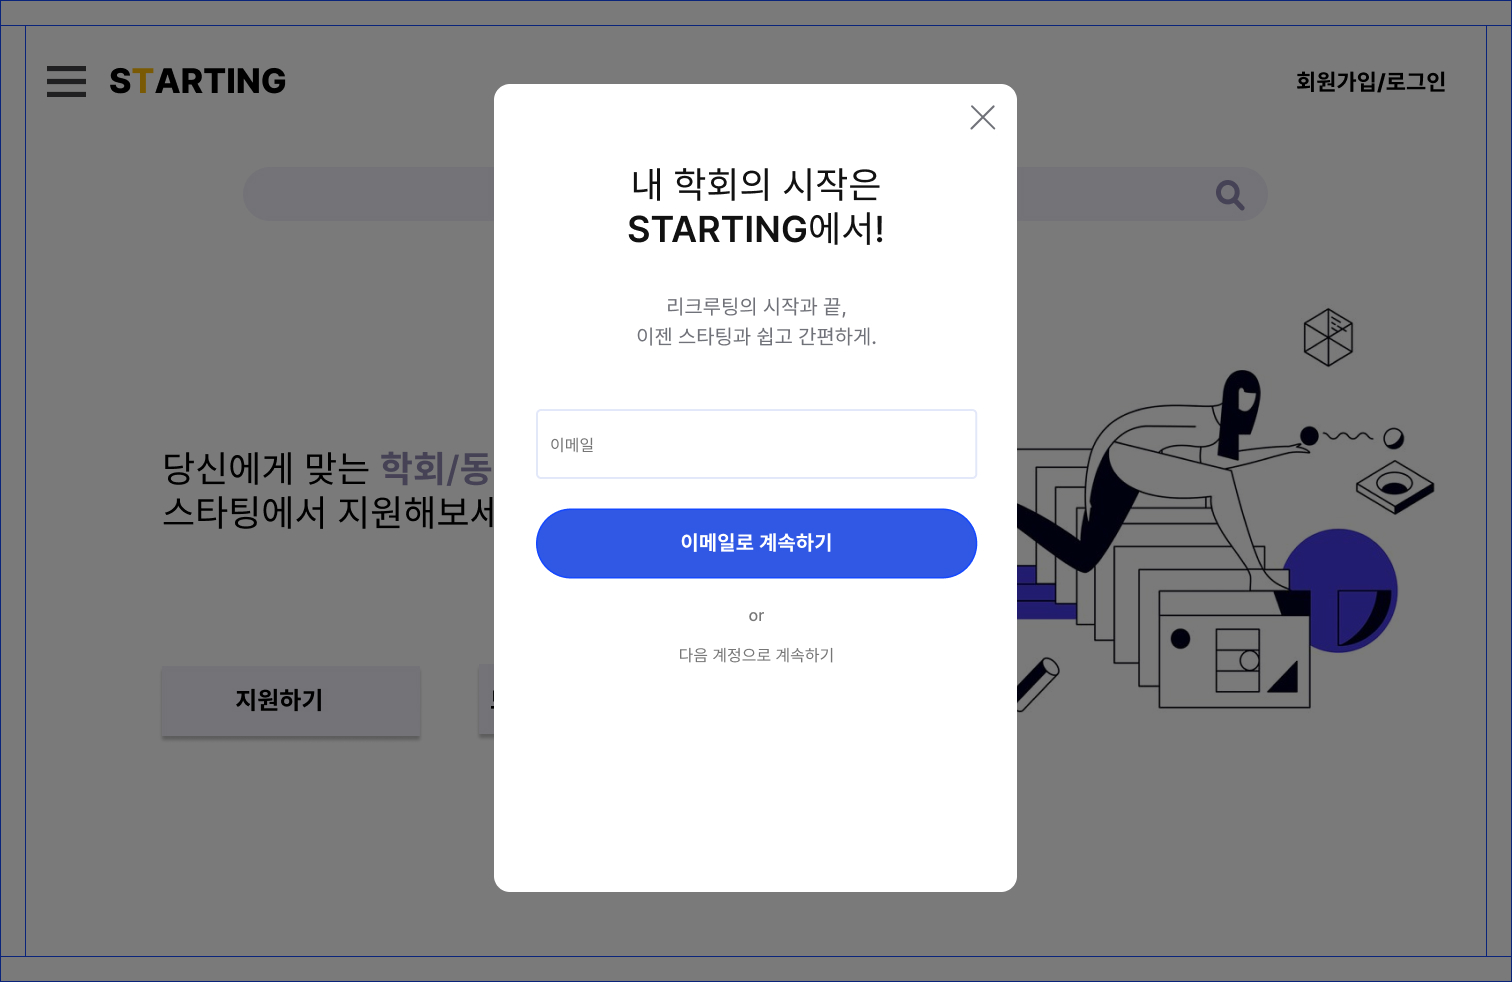 STARTING
회원가입/로그인
내 학회의 시작은
STARTING에서!
리크루팅의 시작과 끝,
이젠 스타팅과 쉽고 간편하게.
이메일
당신에게 맞는 학회/동
스타팅에서 지원해보세
이메일로 계속하기
or
다음 계정으로 계속하기
지원하기